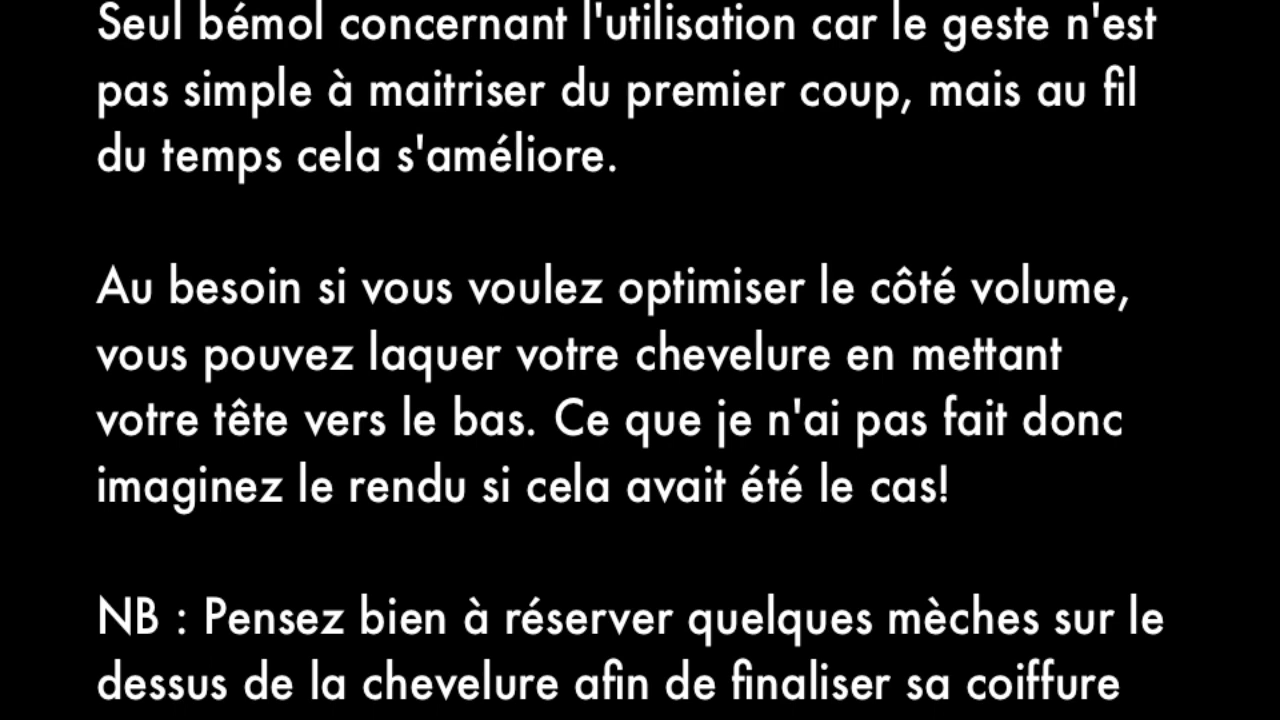 Seul bémol concernant l'utilisation car le geste n'est
pas simple à maitriser du premier coup, mais au fil
du temps cela s'améliore.
Au besoin si vous voulez optimiser le côté volume,
vous pouvez laquer votre chevelure en mettant
votre tête vers le bas. Ce que je n'ai pas fait donc
imaginez le rendu si cela avait été le cas!
NB : Pensez bien à réserver quelques mèches sur le
dessus de la chevelure afin de finaliser sa coiffure